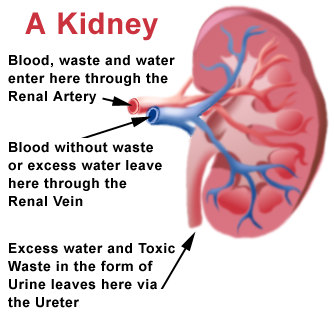 A Kidney
Blood, waste and water
enter here through the
Renal Artery
Blood without waste
or excess water leave
here through the
Renal Vein
Excess water and Toxic
Waste in the form of
Urine leaves here via
the Ureter